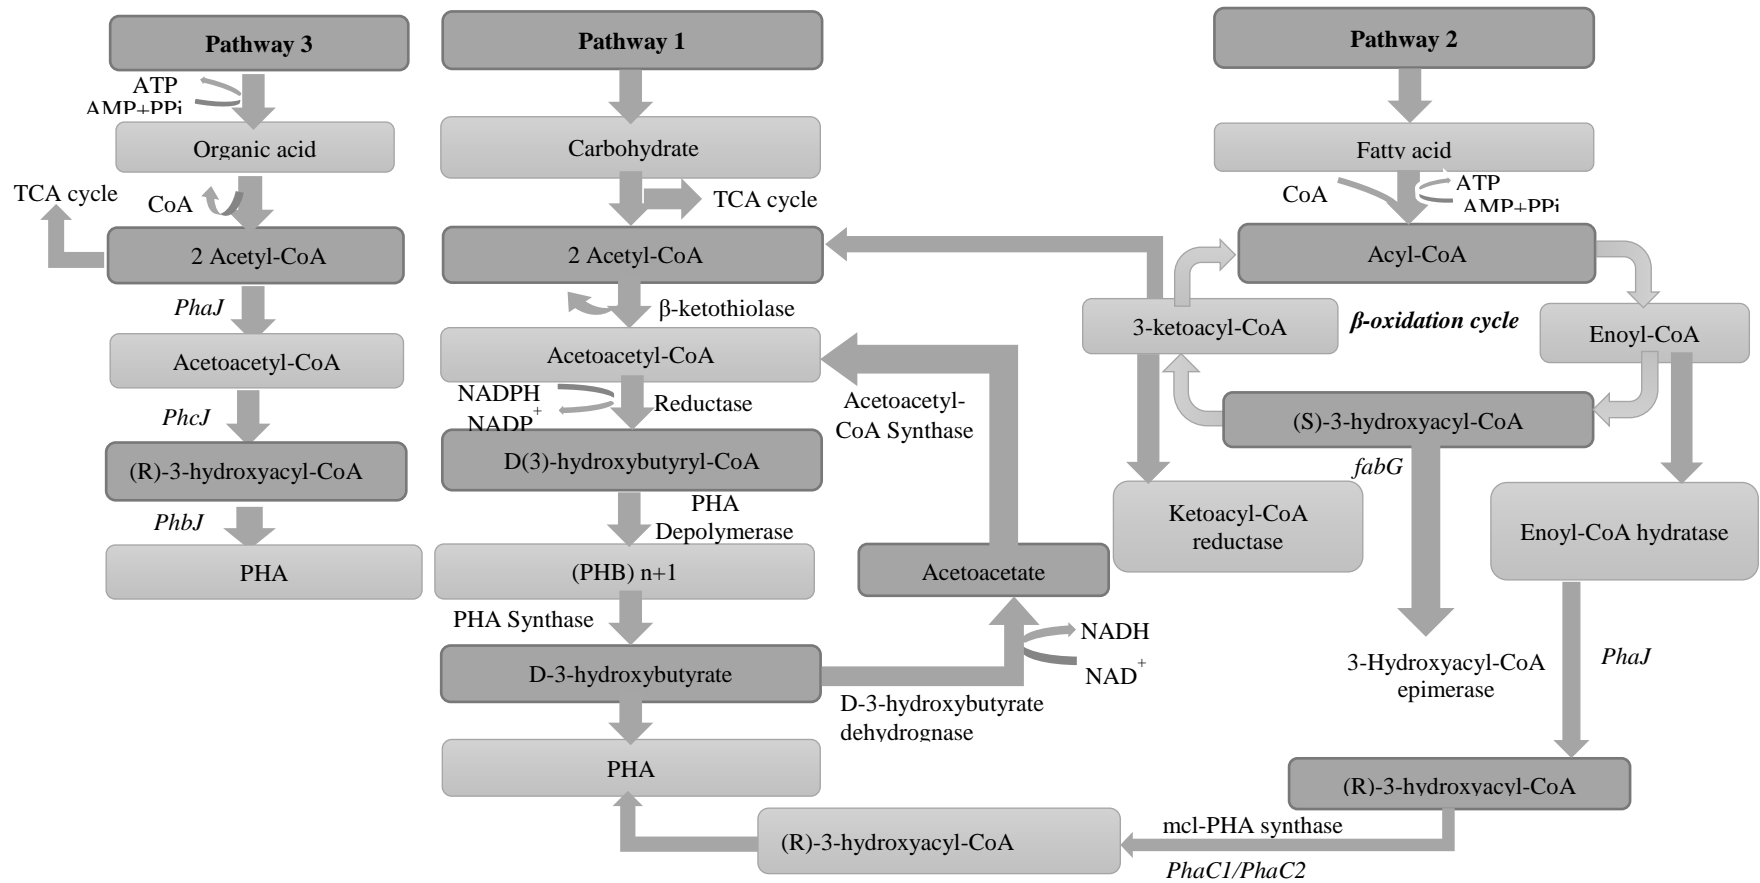 Pathway 3
ATP
AMP+PPi
Organic acid
TCA cycle
CoA
2 Acetyl-CoA
PhaJ
Acetoacetyl-CoA
PhcJ
(R)-3-hydroxyacyl-CoA
PhbJ
PHA
Pathway 1
Carbohydrate
TCA cycle
2 Acetyl-CoA
β-ketothiolase
Acetoacetyl-CoA
NADPH
NADP+
Reductase
D(3)-hydroxybutyryl-CoA
PHA
Depolymerase
(PHB) n+1
PHA Synthase
D-3-hydroxybutyrate
PHA
Acetoacetyl-
CoA Synthase
Acetoacetate
NADH
NAD+
D-3-hydroxybutyrate
dehydrognase
Pathway 2
Fatty acid
CoA
ATP
AMP+PPi
Acyl-CoA
3-ketoacyl-CoA
β-oxidation cycle
Enoyl-CoA
(S)-3-hydroxyacyl-CoA
fabG
Ketoacyl-CoA
reductase
Enoyl-CoA hydratase
3-Hydroxyacyl-CoA
epimerase
PhaJ
(R)-3-hydroxyacyl-CoA
mcl-PHA synthase
PhaC1/PhaC2
(R)-3-hydroxyacyl-CoA